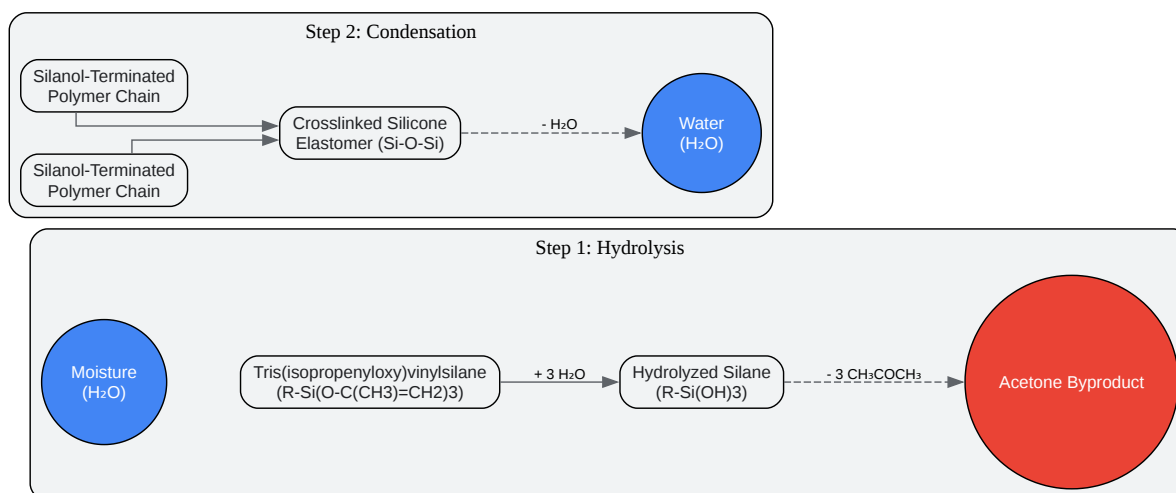 Step 2: Condensation
Silanol-Terminated
Polymer Chain
Silanol-Terminated
Polymer Chain
Crosslinked Silicone
Elastomer (Si-O-Si)
- H₂O
Water
(H₂O)
Step 1: Hydrolysis
Moisture
(H₂O)
Tris(isopropenyloxy)vinylsilane
(R-Si(O-C(CH3)=CH2)3)
+ 3 H₂O
Hydrolyzed Silane
(R-Si(OH)3)
- 3 CH₃COCH₃
Acetone Byproduct